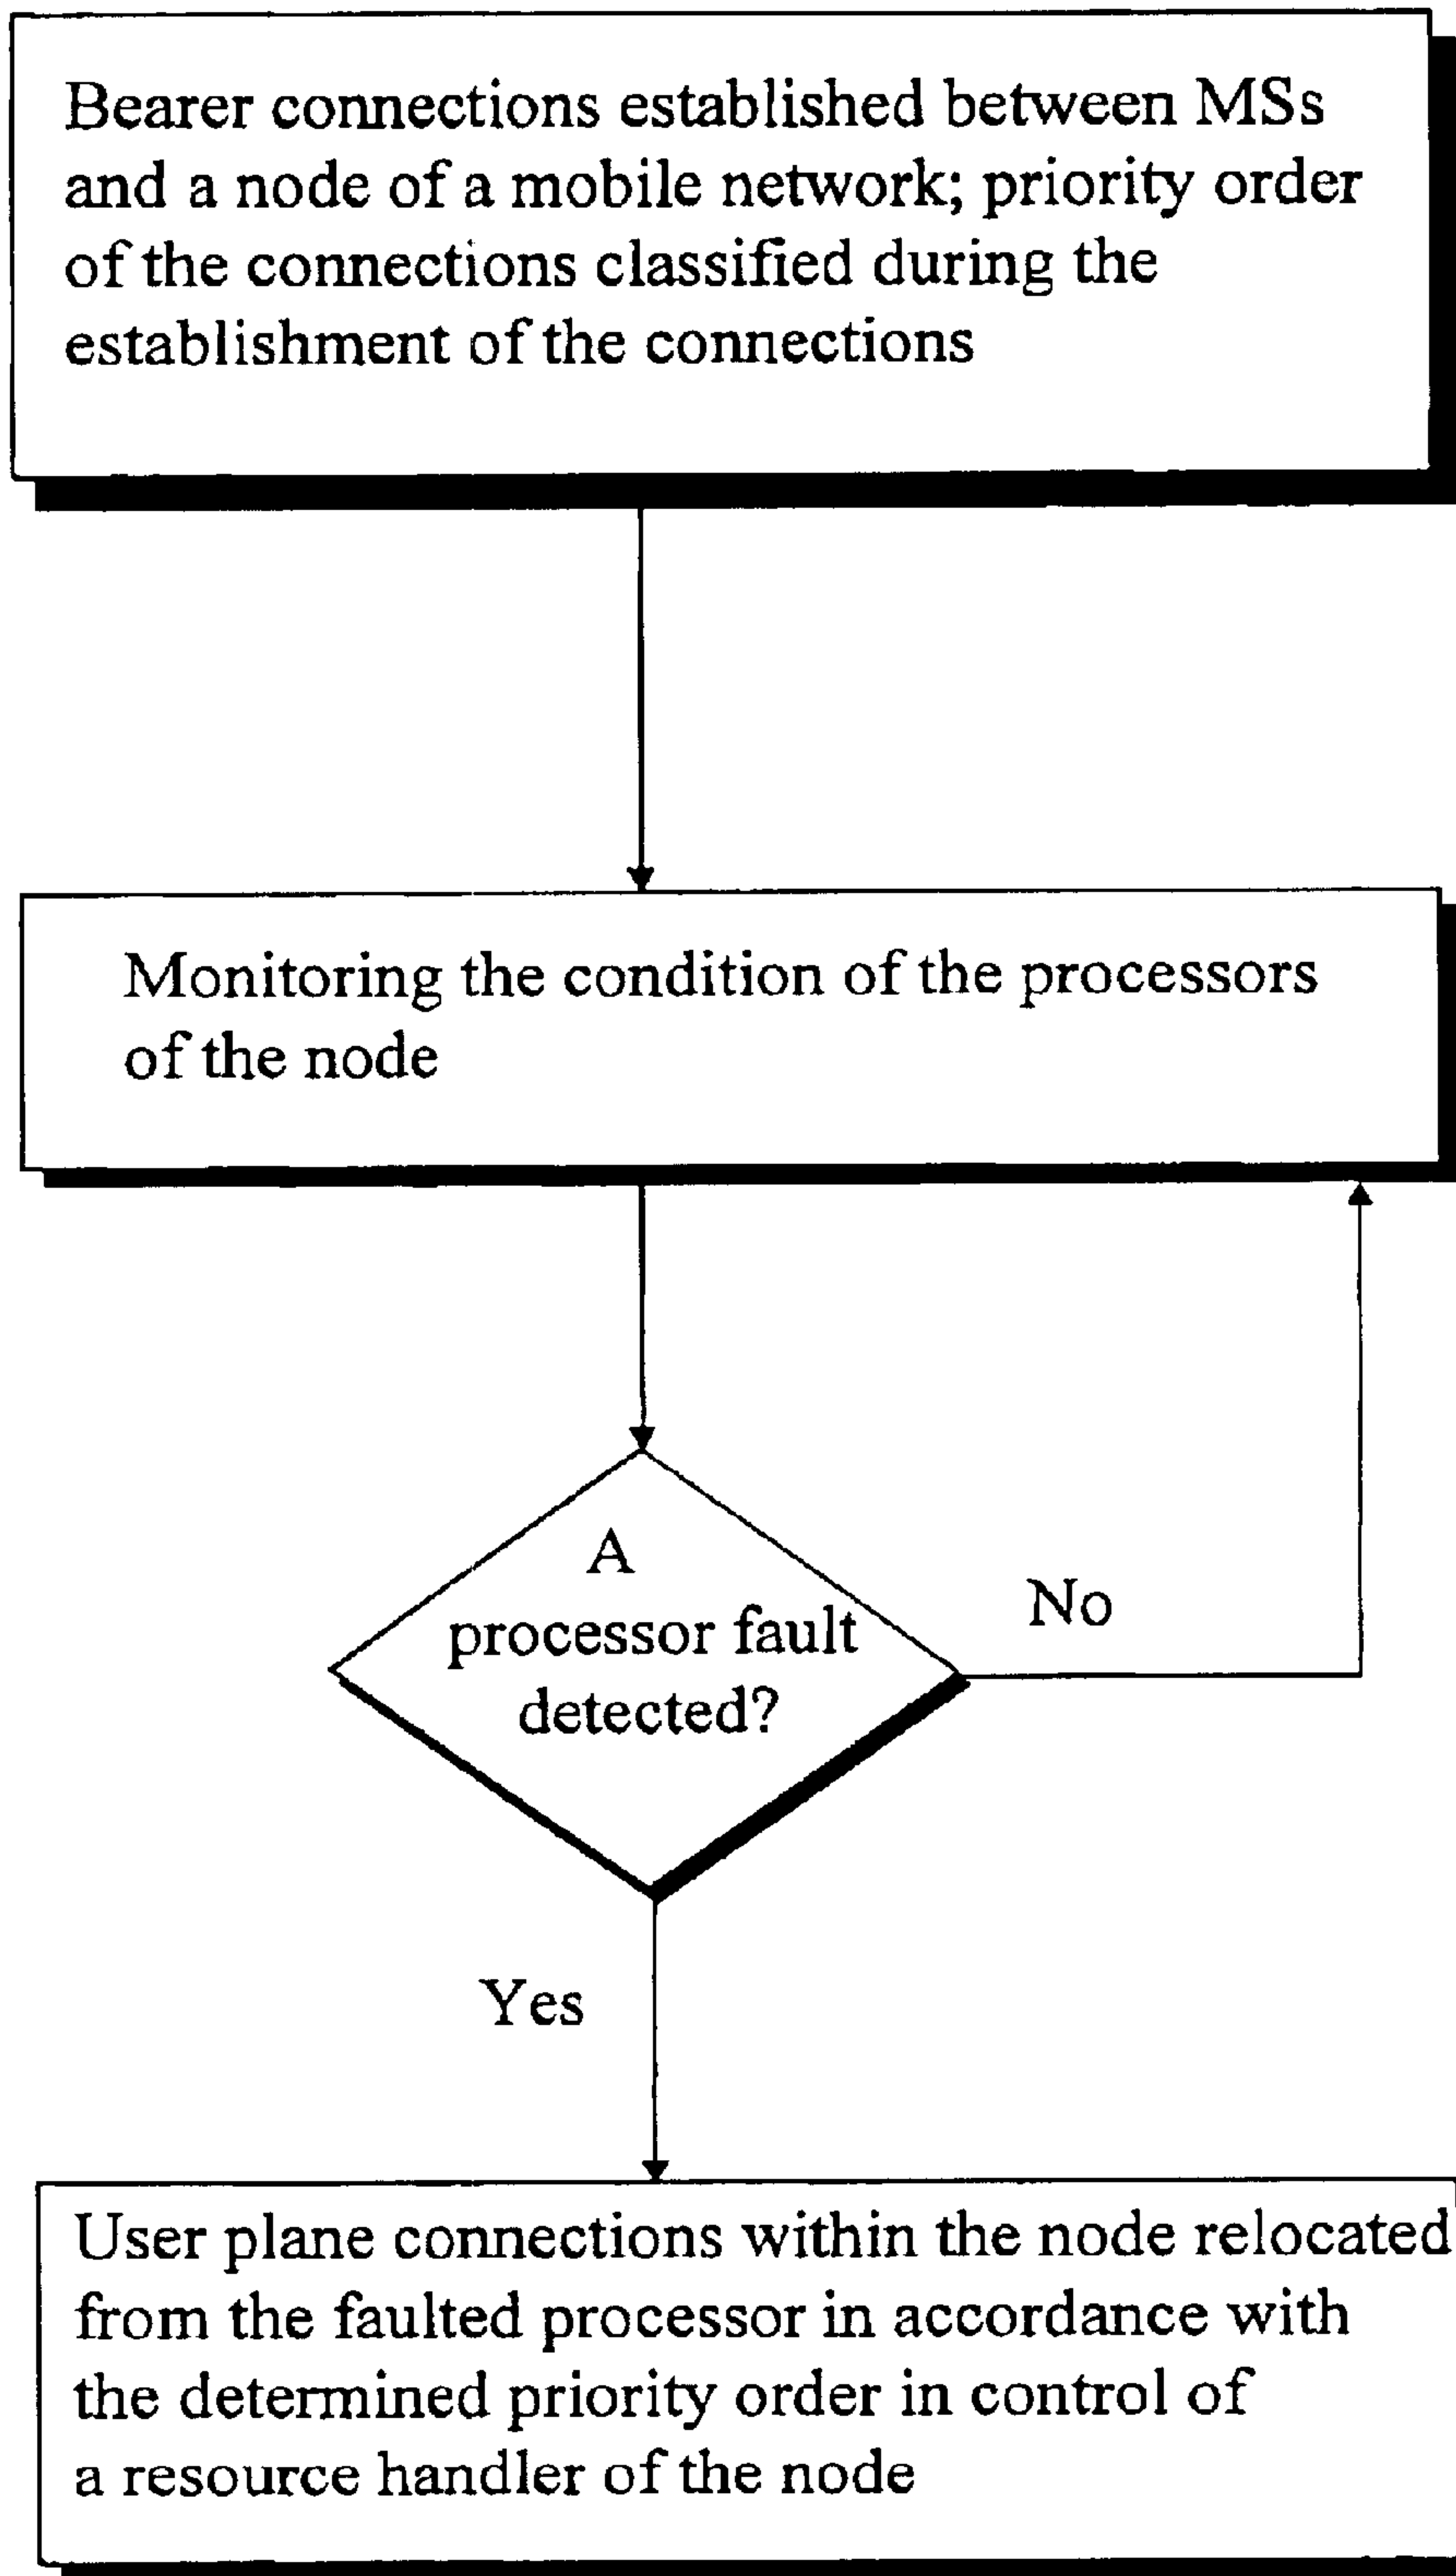 Bearer connections established between MSs
and a node of a mobile network; priority order
of the connections classified during the
establishment of the connections
Monitoring the condition of the processors
of the node
A
processor fault
detected?
No
Yes
User plane connections within the node relocated
from the faulted processor in accordance with
the determined priority order in control of
a resource handler of the node